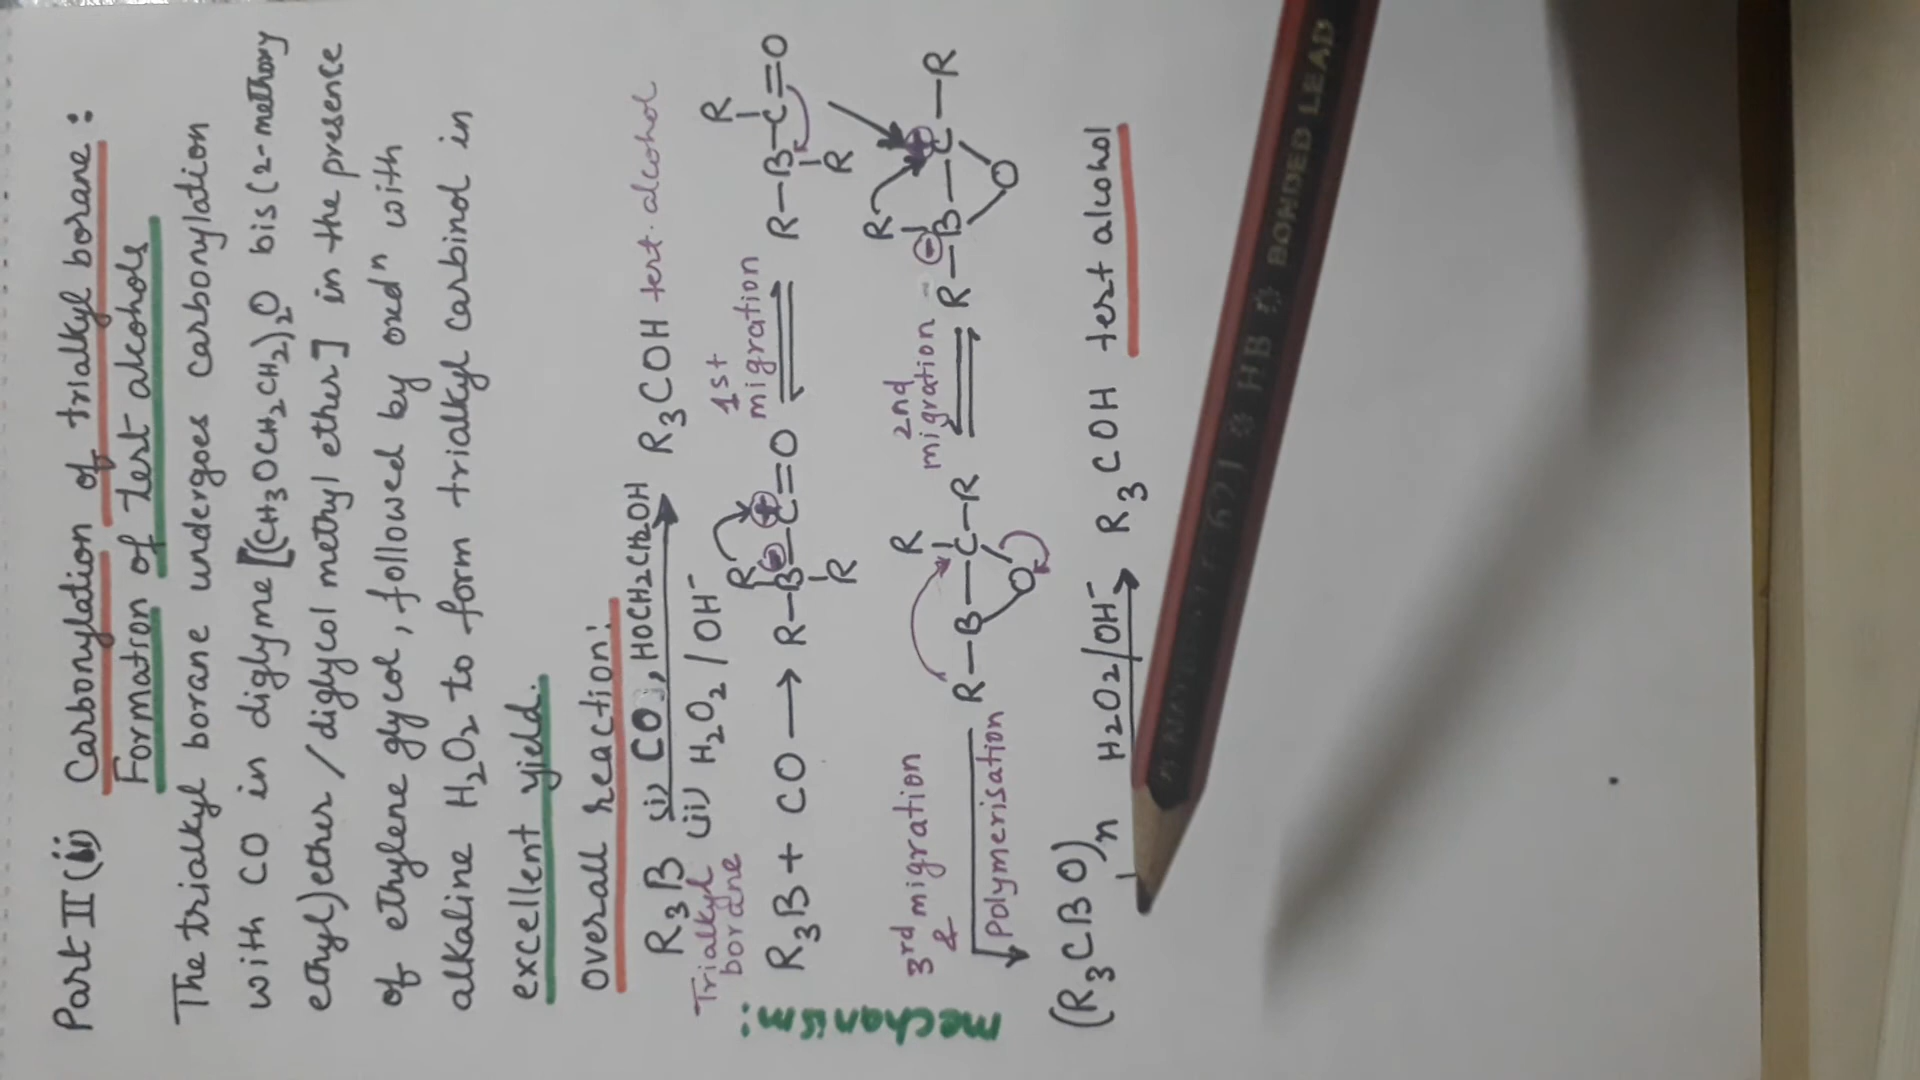 Part II (ii) Carbonylation of trialkyl borane :
Formation of tert alcohols
The trialkyl borane undergoes carbonylation
with CO in diglyme [(CH3OCH2CH2)2O bis (2-methoxy
ethyl) ether / diglycol methyl ether] in the presence
of ethylene glycol, followed by oxdⁿ with
alkaline H2O2 to form trialkyl carbinol in
excellent yield.
overall reaction:
R3B (i) CO, HOCH2CH2OH R3COH tert. alcohol
(ii) H2O2 / OH⁻
Trialkyl
borane
mechanism:
R3B + CO → R—B—C=O 1st migration R—B—C=O
R R ⊖ ⊕ R R
3rd migration
&
Polymerisation
R—B—C—R 2nd migration R—B—C—R
R O R O ⊖ ⊕
(R3CBO)n H2O2/OH⁻ → R3COH tert alcohol
HB BONDED LEAD